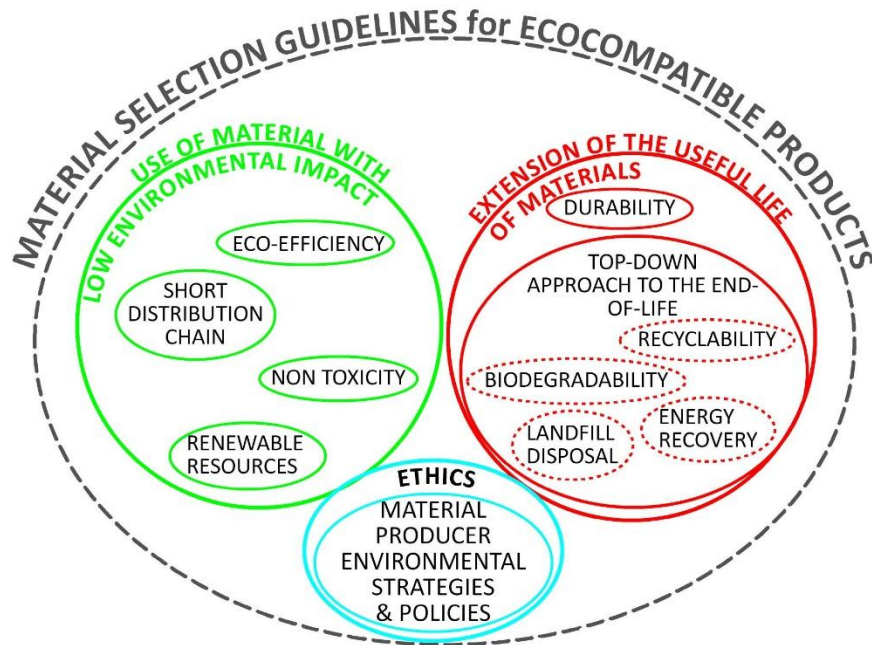 MATERIAL SELECTION GUIDELINES for ECOCOMPATIBLE PRODUCTS
USE OF MATERIAL WITH
LOW ENVIRONMENTAL IMPACT
ECO-EFFICIENCY
SHORT
DISTRIBUTION
CHAIN
NON TOXICITY
RENEWABLE
RESOURCES
EXTENSION OF THE USEFUL LIFE
OF MATERIALS
DURABILITY
TOP-DOWN
APPROACH TO THE END-
OF-LIFE
RECYCLABILITY
BIODEGRADABILITY
LANDFILL
DISPOSAL
ENERGY
RECOVERY
ETHICS
MATERIAL
PRODUCER
ENVIRONMENTAL
STRATEGIES
& POLICIES